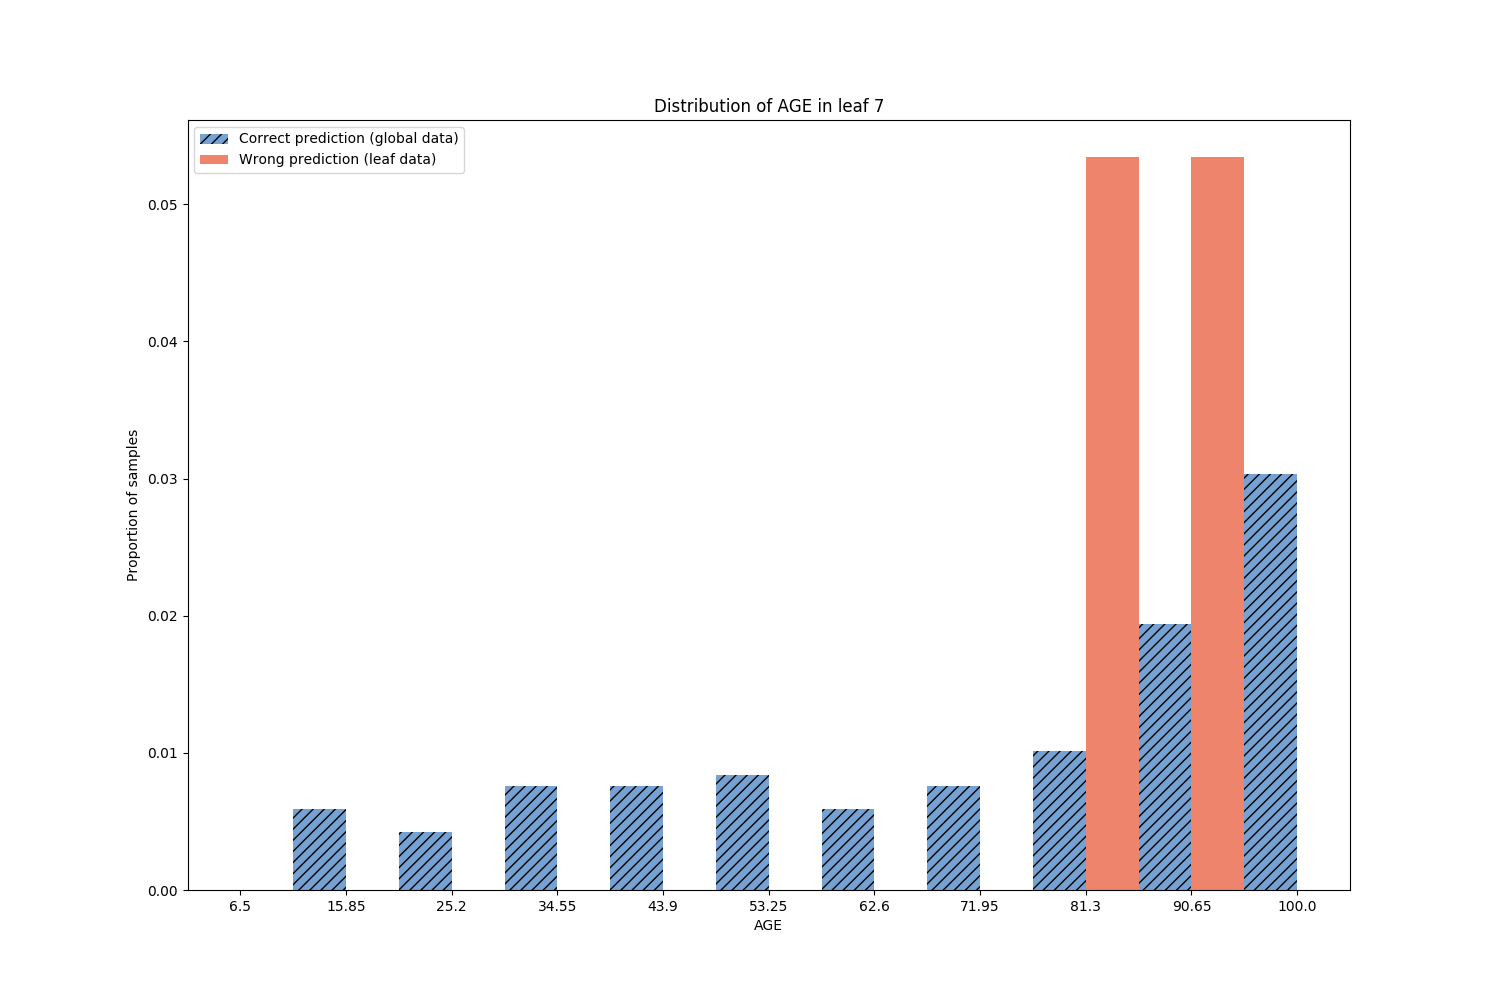 Distribution of AGE in leaf 7
Correct prediction (global data)
Wrong prediction (leaf data)
0.05
0.04
0.03
0.02
0.01
0.00
Proportion of samples
6.5 15.85 25.2 34.55 43.9 53.25 62.6 71.95 81.3 90.65 100.0
AGE